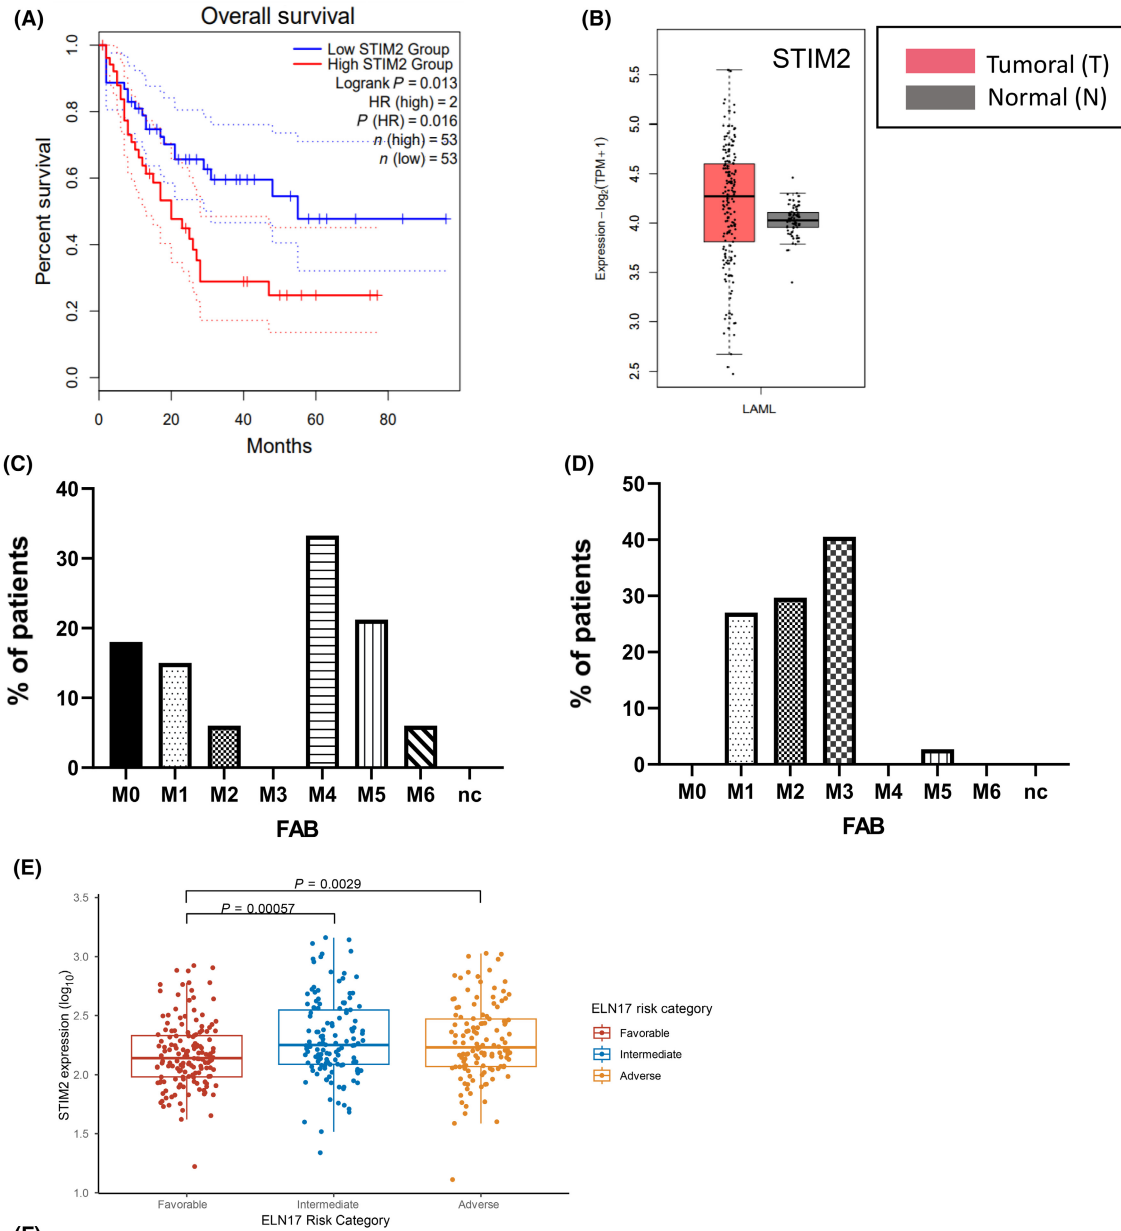 (A)
Overall survival
Low STIM2 Group
High STIM2 Group
Logrank P = 0.013
HR (high) = 2
P (HR) = 0.016
n (high) = 53
n (low) = 53
Percent survival
1.0
0.8
0.6
0.4
0.2
0.0
0 20 40 60 80
Months
(B)
STIM2
Tumoral (T)
Normal (N)
Expression−log2(TPM+1)
5.5
5.0
4.5
4.0
3.5
3.0
2.5
LAML
(C)
% of patients
40
30
20
10
0
M0 M1 M2 M3 M4 M5 M6 nc
FAB
(D)
% of patients
50
40
30
20
10
0
M0 M1 M2 M3 M4 M5 M6 nc
FAB
(E)
P = 0.0029
P = 0.00057
STIM2 expression (log10)
3.5
3.0
2.5
2.0
1.5
1.0
Favorable Intermediate Adverse
ELN17 Risk Category
ELN17 risk category
Favorable
Intermediate
Adverse